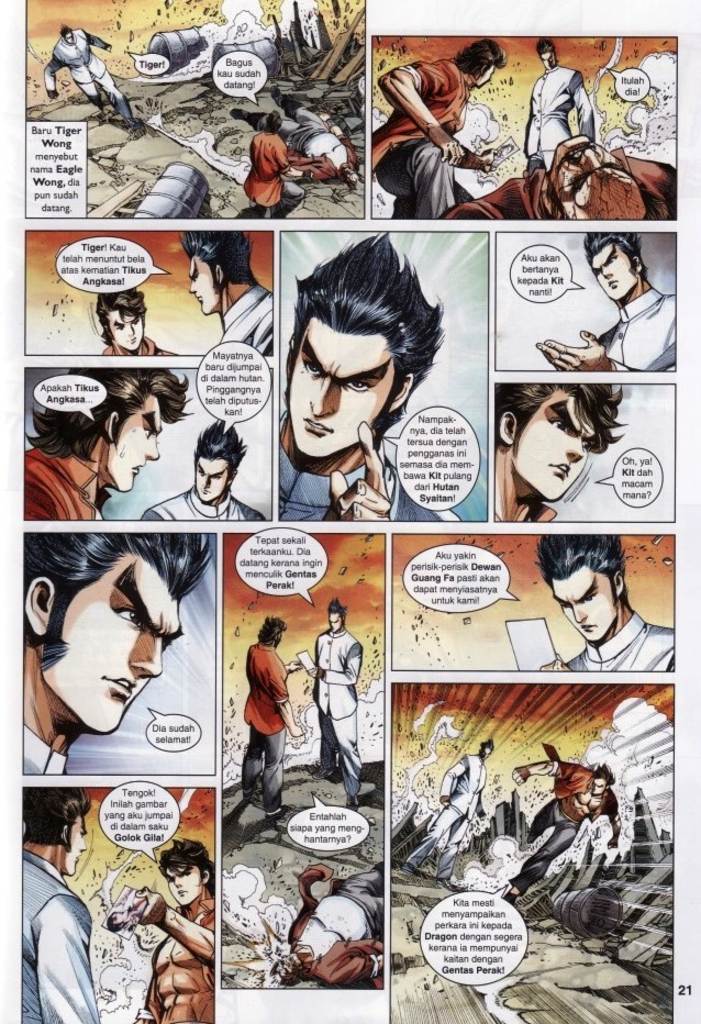 Tiger!
Bagus
kau sudah
datang!
Baru Tiger
Wong
menyebut
nama Eagle
Wong, dia
pun sudah
datang.
Itulah
dia!
Tiger! Kau
telah menuntut bela
atas kematian Tikus
Angkasa!
Apakah Tikus
Angkasa...
Mayatnya
baru dijumpai
di dalam hutan.
Pinggangnya
telah diputus-
kan!
Nampak-
nya, dia telah
tersua dengan
pengganas ini
semasa dia mem-
bawa Kit pulang
dari Hutan
Syaitan!
Aku akan
bertanya
kepada Kit
nanti!
Oh, ya!
Kit dah
macam
mana?
Dia sudah
selamat!
Tepat sekali
terkaanku. Dia
datang kerana ingin
menculik Gentas
Perak!
Entahlah
siapa yang meng-
hantarnya?
Aku yakin
perisik-perisik Dewan
Guang Fa pasti akan
dapat menyiasatnya
untuk kami!
Tengok!
Inilah gambar
yang aku jumpai
di dalam saku
Golok Gila!
Kita mesti
menyampaikan
perkara ini kepada
Dragon dengan segera
kerana ia mempunyai
kaitan dengan
Gentas Perak!
21